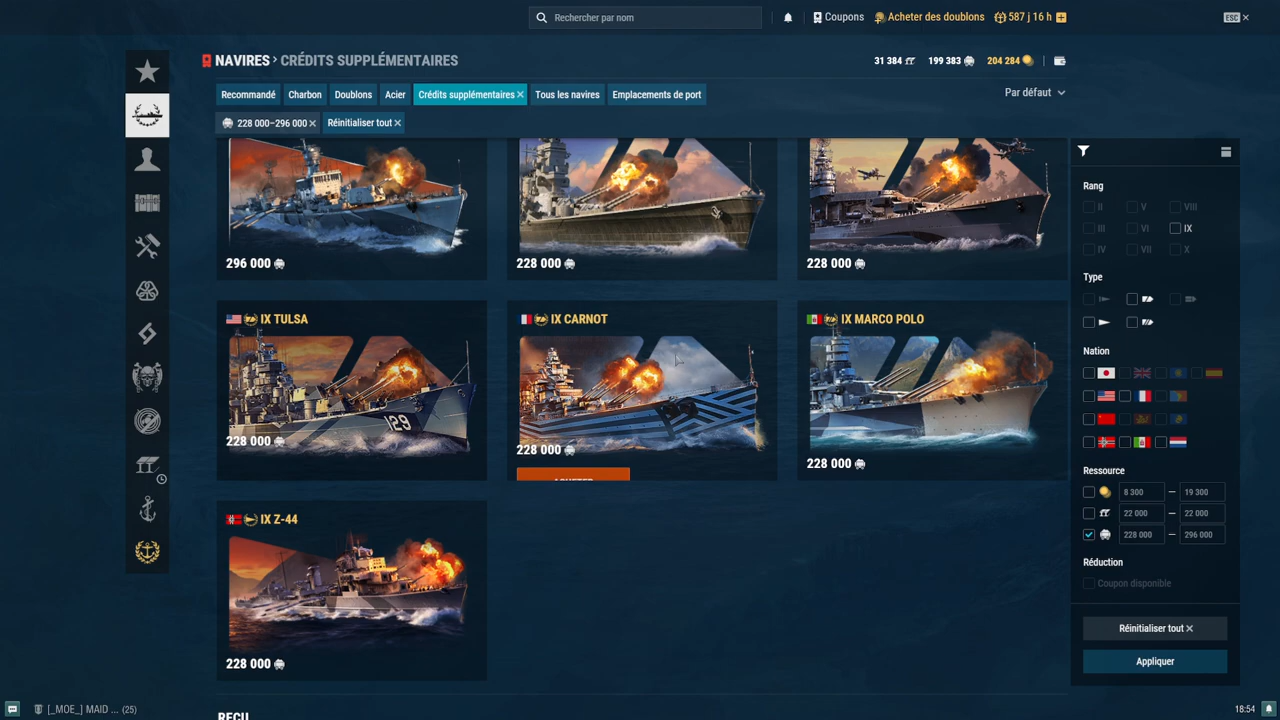 Rechercher par nom
Coupons
Acheter des doublons
587 j 16 h
ESC ×
NAVIRES › CRÉDITS SUPPLÉMENTAIRES
31 384
199 383
204 284
Recommandé
Charbon
Doublons
Acier
Crédits supplémentaires ×
Tous les navires
Emplacements de port
Par défaut
228 000–296 000 ×
Réinitialiser tout ×
296 000
228 000
228 000
IX TULSA
129
228 000
IX CARNOT
228 000
IX MARCO POLO
228 000
IX Z-44
228 000
REÇU
Rang
II
V
VIII
III
VI
IX
IV
VII
X
Type
Nation
Ressource
8 300 — 19 300
22 000 — 22 000
228 000 — 296 000
Réduction
Coupon disponible
Réinitialiser tout ×
Appliquer
[_MOE_] MAID ... (25)
18:54